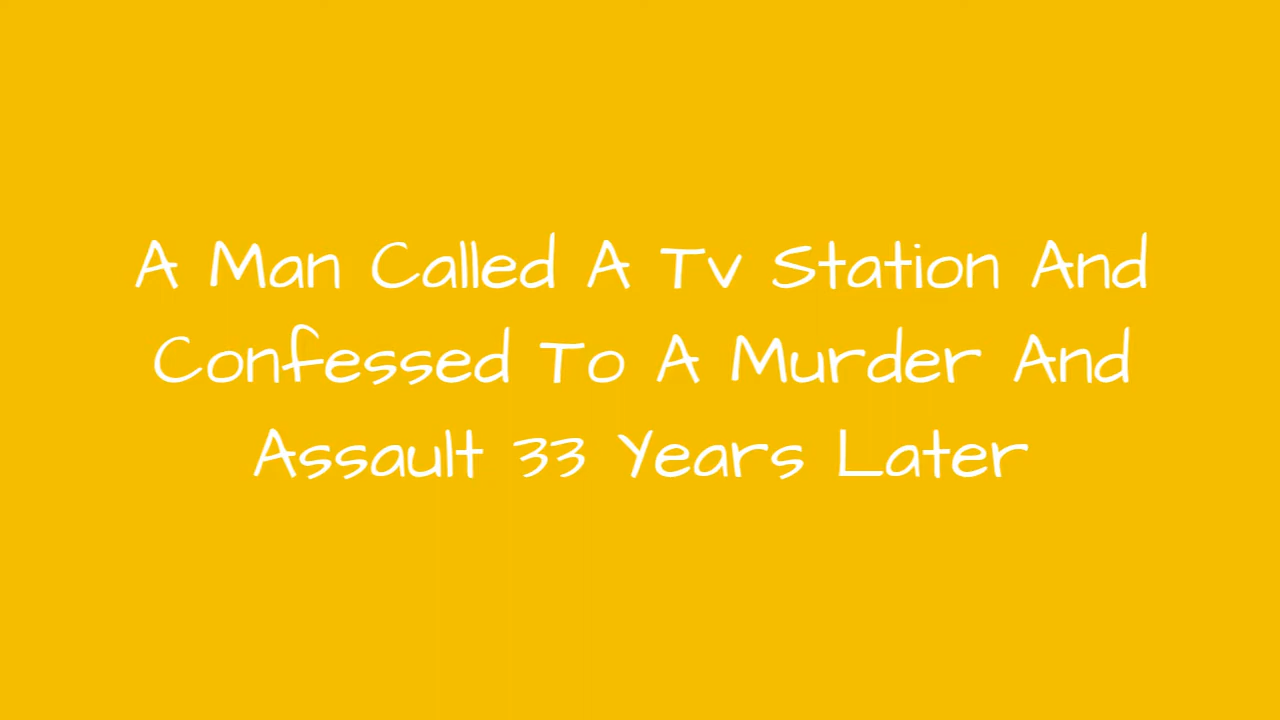 A Man Called A Tv Station And
Confessed To A Murder And
Assault 33 Years Later